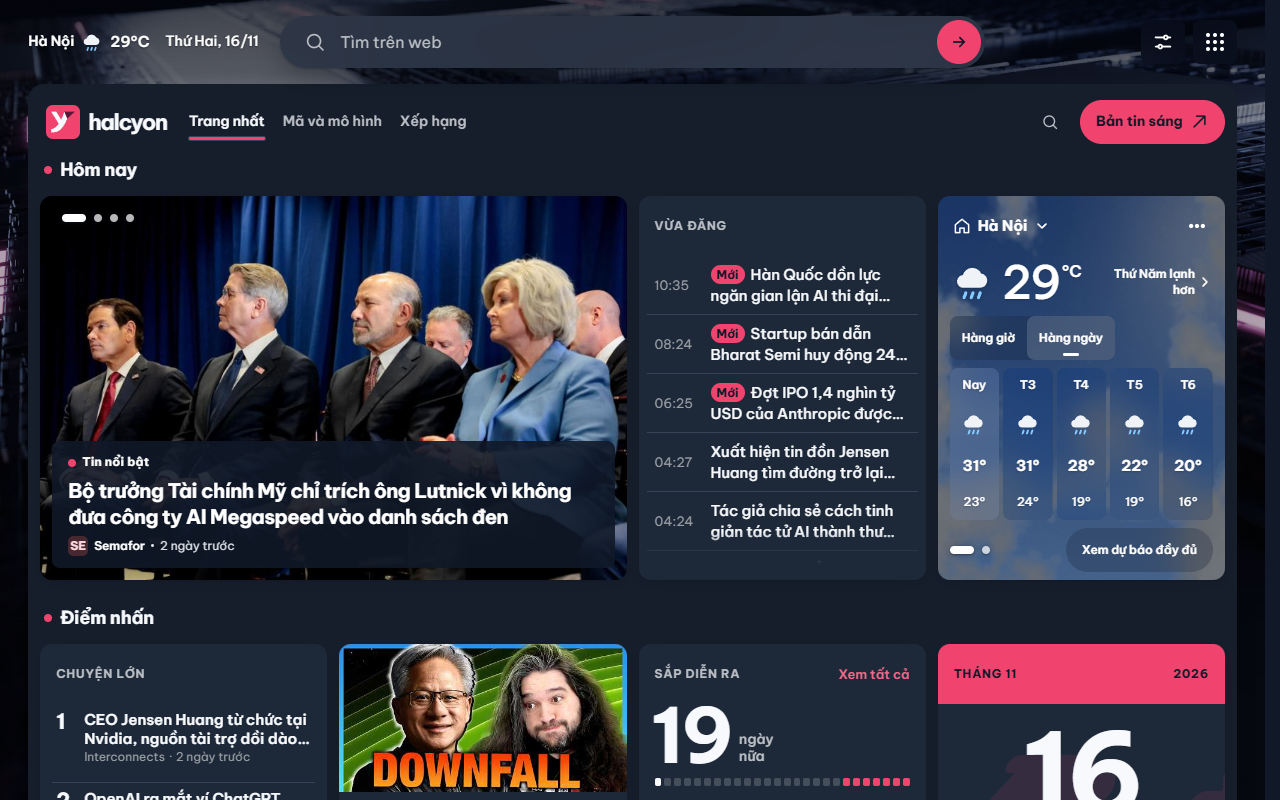 Hà Nội 29°C Thứ Hai, 16/11
Tìm trên web
halcyon
Trang nhất
Mã và mô hình
Xếp hạng
Bản tin sáng
Hôm nay
Tin nổi bật
Bộ trưởng Tài chính Mỹ chỉ trích ông Lutnick vì không
đưa công ty AI Megaspeed vào danh sách đen
SE Semafor · 2 ngày trước
VỪA ĐĂNG
10:35 Mới Hàn Quốc dồn lực
ngăn gian lận AI thi đại...
08:24 Mới Startup bán dẫn
Bharat Semi huy động 24...
06:25 Mới Đợt IPO 1,4 nghìn tỷ
USD của Anthropic được...
04:27 Xuất hiện tin đồn Jensen
Huang tìm đường trở lại...
04:24 Tác giả chia sẻ cách tinh
giản tác tử AI thành thư...
Hà Nội
29°C
Thứ Năm lạnh
hơn
Hàng giờ
Hàng ngày
Nay T3 T4 T5 T6
31° 31° 28° 22° 20°
23° 24° 19° 19° 16°
Xem dự báo đầy đủ
Điểm nhấn
CHUYỆN LỚN
1 CEO Jensen Huang từ chức tại
Nvidia, nguồn tài trợ dồi dào...
Interconnects · 2 ngày trước
2 OpenAI ra mắt ví ChatGPT
DOWNFALL
SẮP DIỄN RA
Xem tất cả
19 ngày
nữa
THÁNG 11
2026
16